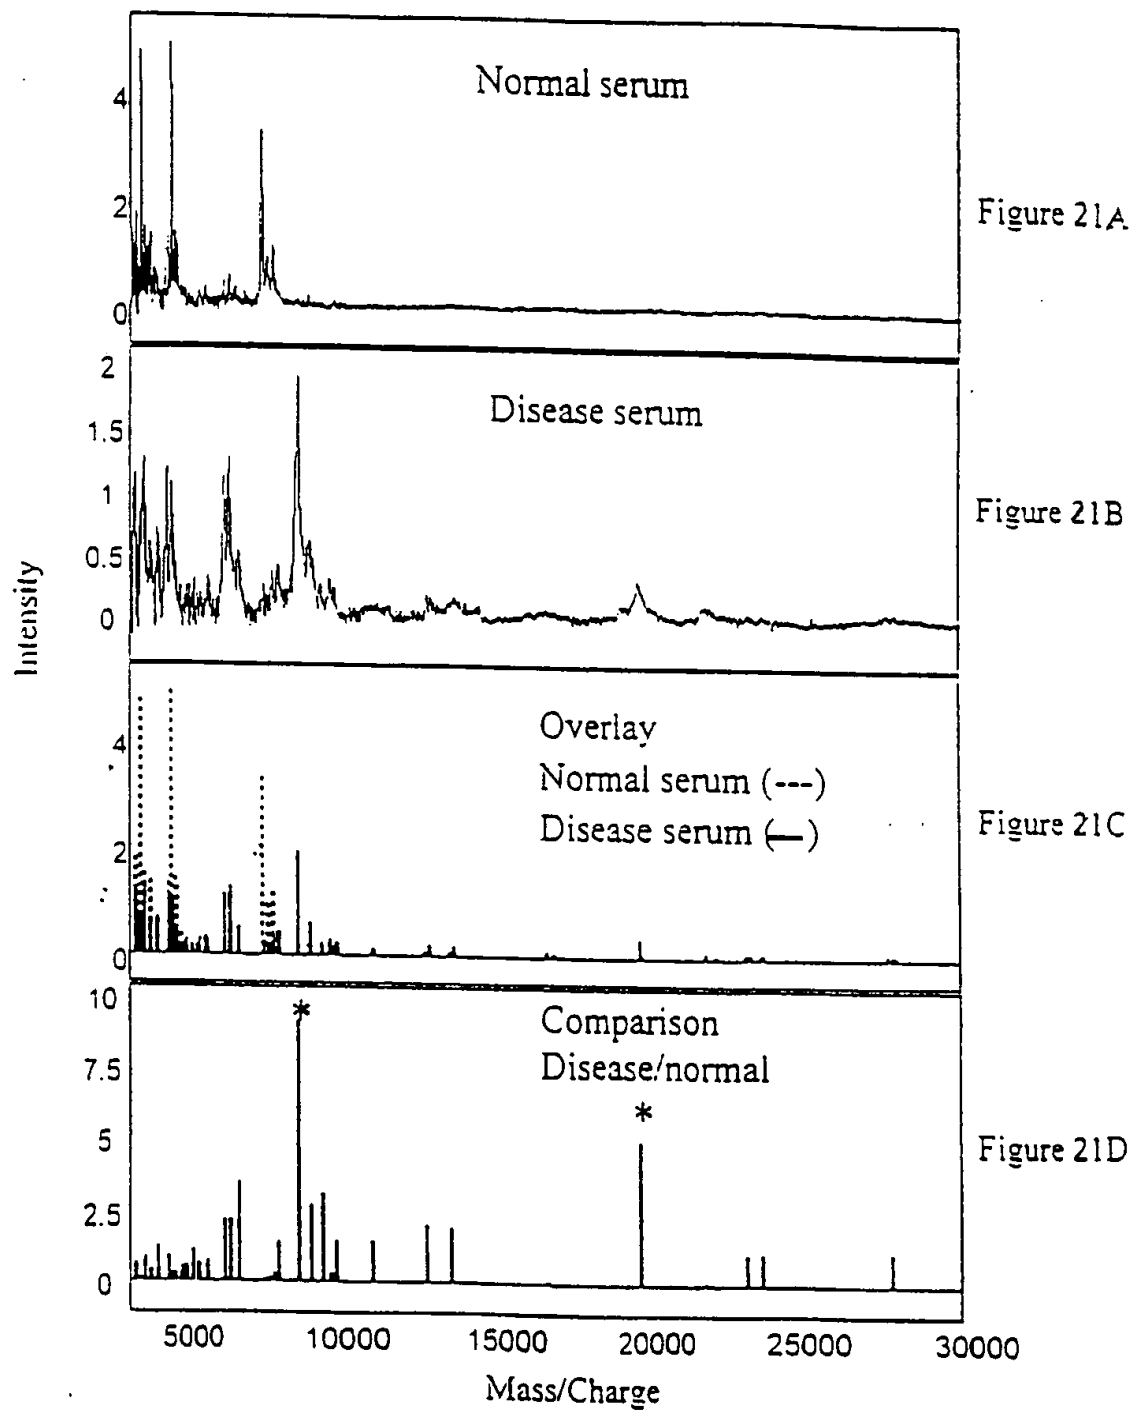 Normal serum
4
2
0
Figure 21A
Disease serum
2
1.5
1
0.5
0
Figure 21B
Intensity
Overlay
Normal serum (---)
Disease serum (—)
4
2
0
Figure 21C
Comparison
Disease/normal
*
*
10
7.5
5
2.5
0
Figure 21D
5000 10000 15000 20000 25000 30000
Mass/Charge